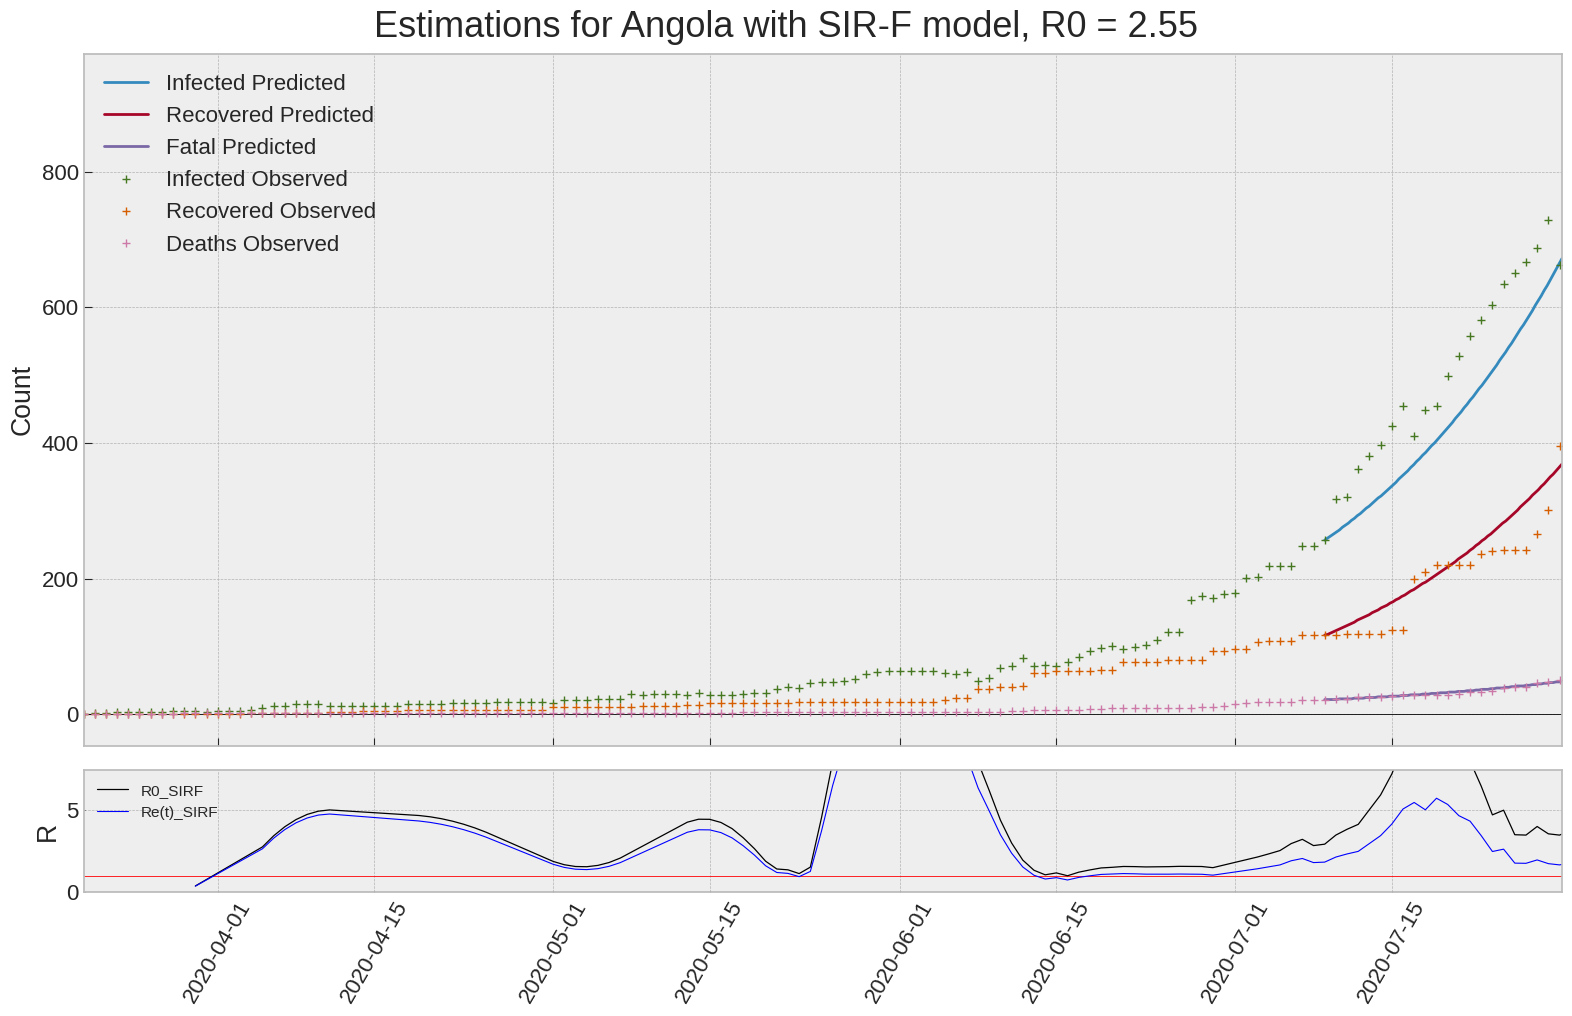 Estimations for Angola with SIR-F model, R0 = 2.55
Infected Predicted
Recovered Predicted
Fatal Predicted
Infected Observed
Recovered Observed
Deaths Observed
Count
800
600
400
200
0
R0_SIRF
Re(t)_SIRF
R
5
0
2020-04-01
2020-04-15
2020-05-01
2020-05-15
2020-06-01
2020-06-15
2020-07-01
2020-07-15